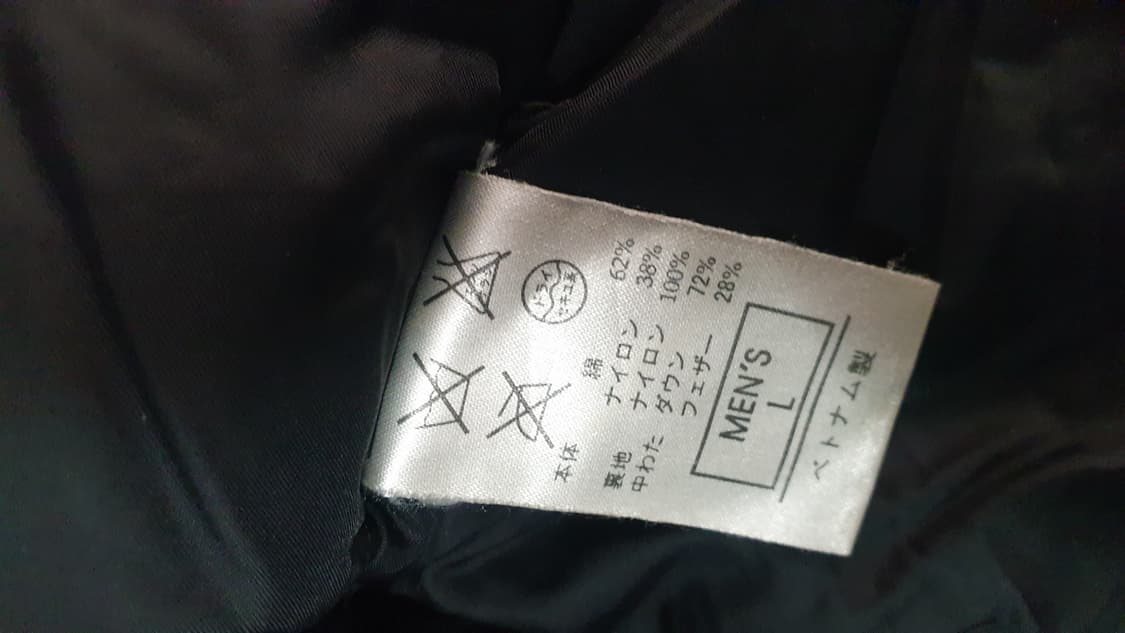 ドライ
セキユ系
本体 綿 62%
ナイロン 38%
裏地 ナイロン 100%
中わた ダウン 72%
フェザー 28%
MEN'S
L
ベトナム製